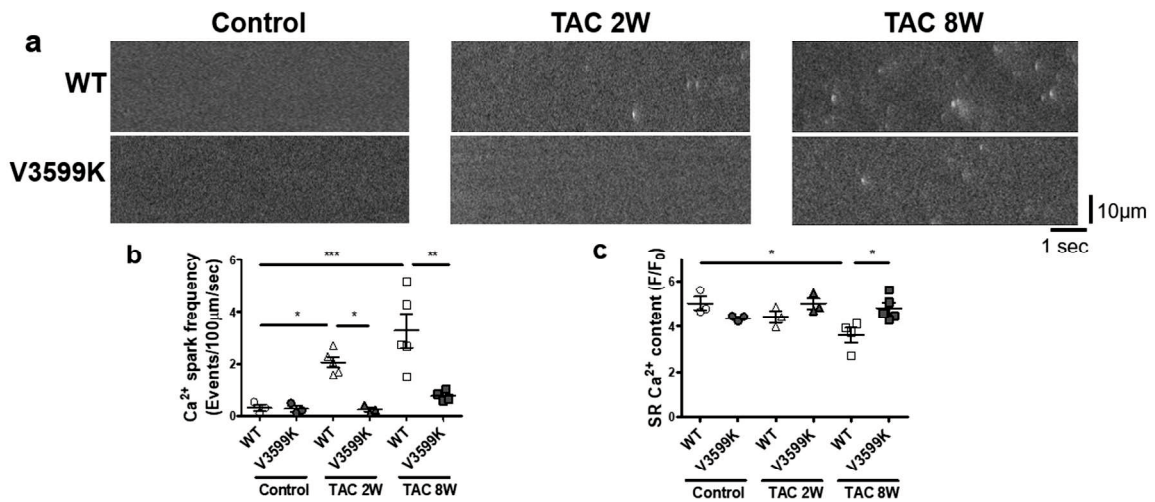 Control TAC 2W TAC 8W
a
WT
V3599K
10μm
1 sec
b
Ca2+ spark frequency
(Events/100μm/sec)
6
4
2
0
***
**
*
*
WT V3599K WT V3599K WT V3599K
Control TAC 2W TAC 8W
c
SR Ca2+ content (F/F0)
8
6
4
0
*
*
WT V3599K WT V3599K WT V3599K
Control TAC 2W TAC 8W